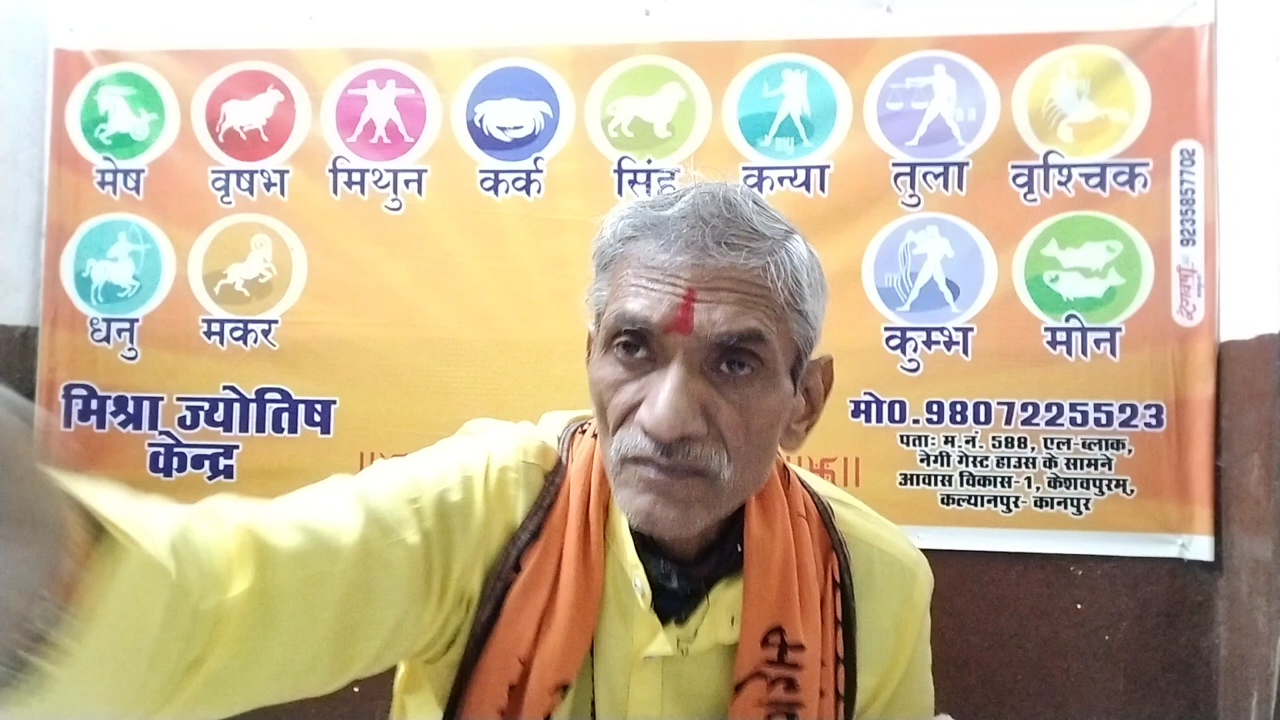 मेष
वृषभ
मिथुन
कर्क
सिंह
कन्या
तुला
वृश्चिक
धनु
मकर
कुम्भ
मीन
मिश्रा ज्योतिष
केन्द्र
मो0.9807225523
पताः म.नं. 588, एल-ब्लाक,
नेगी गेस्ट हाउस के सामने
आवास विकास-1, केशवपुरम्,
कल्यानपुर- कानपुर
9235857702